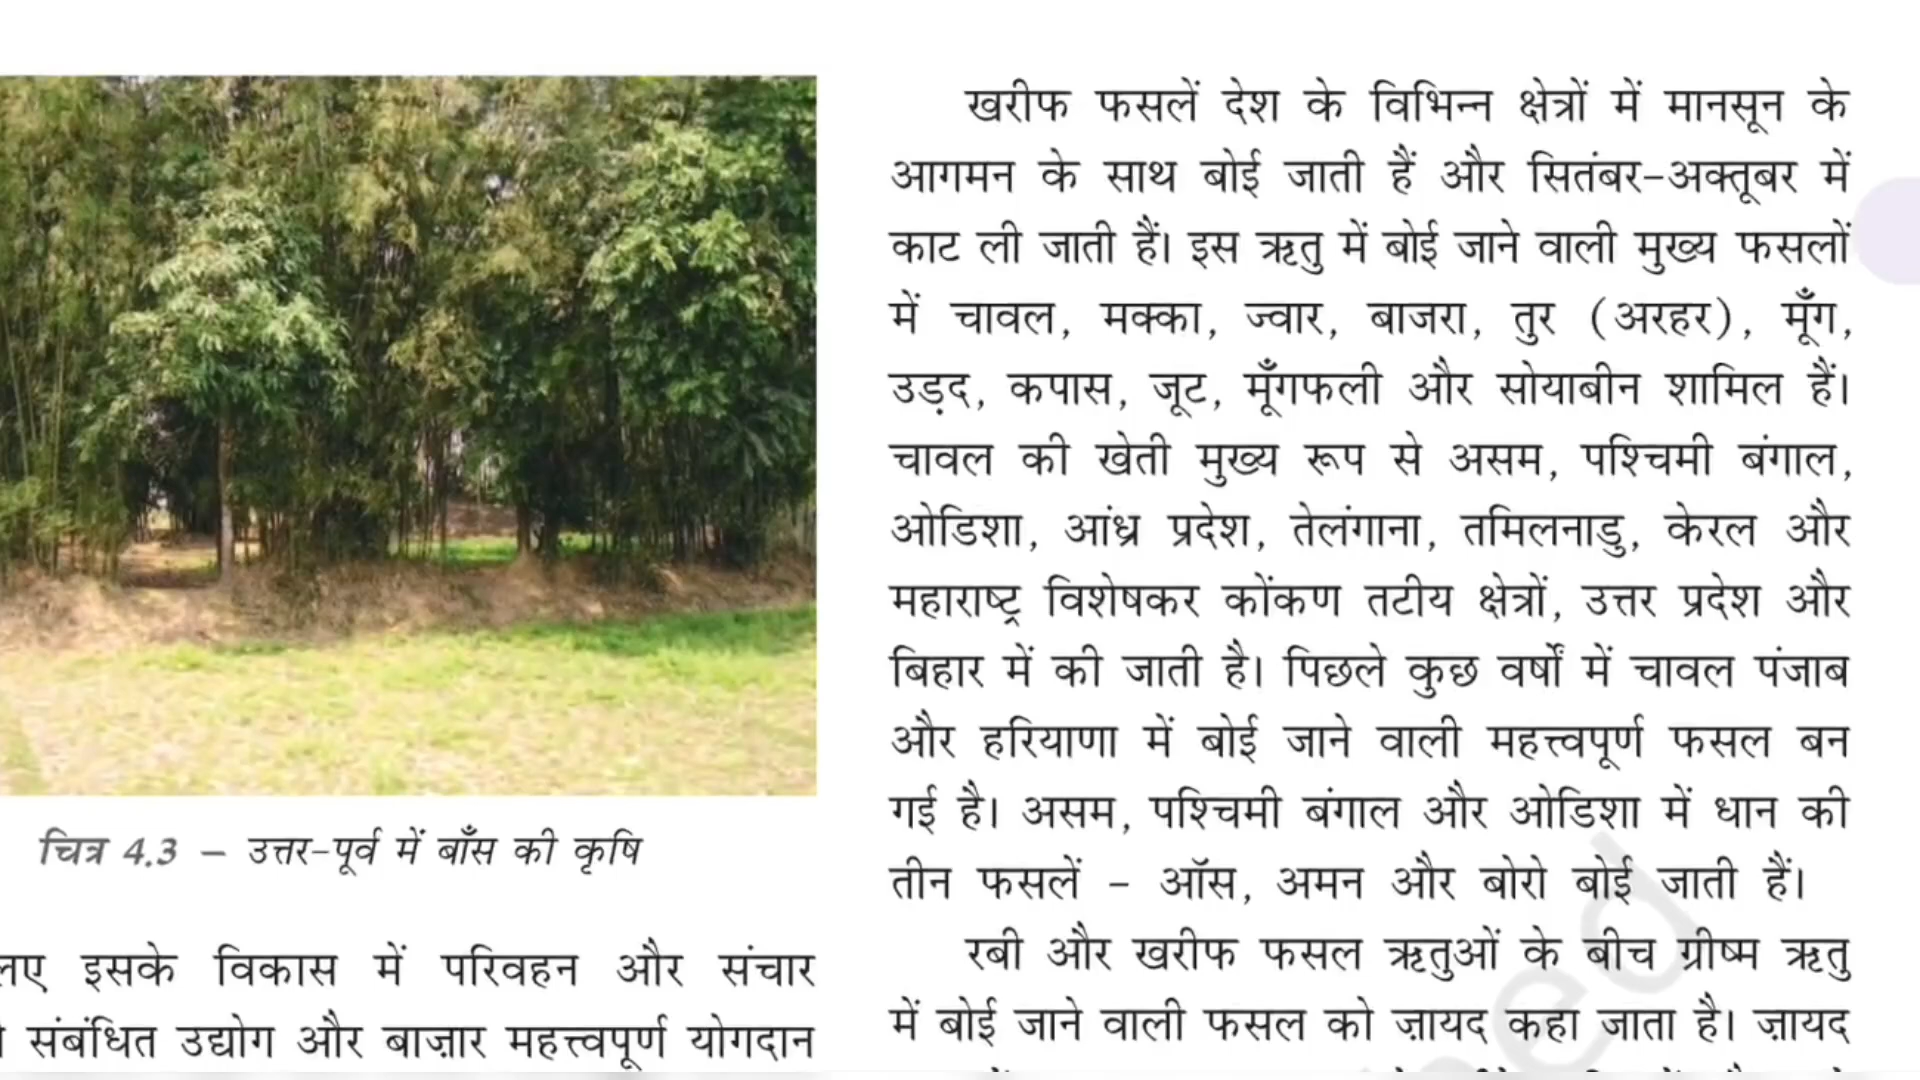 चित्र 4.3 – उत्तर-पूर्व में बाँस की कृषि
इसके विकास में परिवहन और संचार
संबंधित उद्योग और बाज़ार महत्त्वपूर्ण योगदान
खरीफ फसलें देश के विभिन्न क्षेत्रों में मानसून के
आगमन के साथ बोई जाती हैं और सितंबर-अक्तूबर में
काट ली जाती हैं। इस ऋतु में बोई जाने वाली मुख्य फसलों
में चावल, मक्का, ज्वार, बाजरा, तुर (अरहर), मूँग,
उड़द, कपास, जूट, मूँगफली और सोयाबीन शामिल हैं।
चावल की खेती मुख्य रूप से असम, पश्चिमी बंगाल,
ओडिशा, आंध्र प्रदेश, तेलंगाना, तमिलनाडु, केरल और
महाराष्ट्र विशेषकर कोंकण तटीय क्षेत्रों, उत्तर प्रदेश और
बिहार में की जाती है। पिछले कुछ वर्षों में चावल पंजाब
और हरियाणा में बोई जाने वाली महत्त्वपूर्ण फसल बन
गई है। असम, पश्चिमी बंगाल और ओडिशा में धान की
तीन फसलें – ऑस, अमन और बोरो बोई जाती हैं।
रबी और खरीफ फसल ऋतुओं के बीच ग्रीष्म ऋतु
में बोई जाने वाली फसल को ज़ायद कहा जाता है। ज़ायद